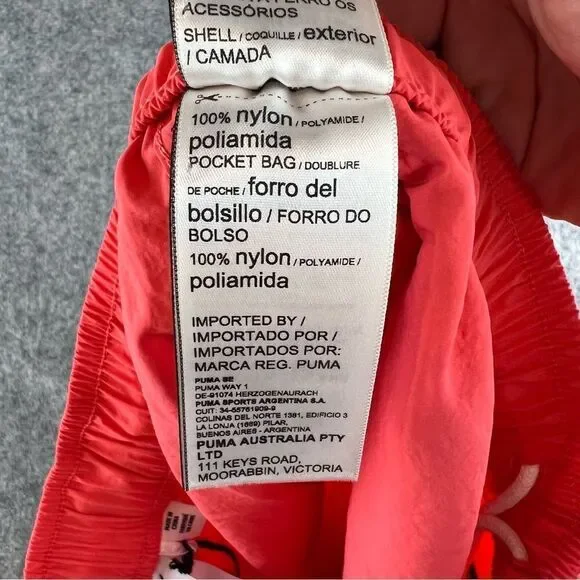 ACESSÓRIOS
SHELL / COQUILLE / exterior
/ CAMADA
100% nylon / POLYAMIDE /
poliamida
POCKET BAG / DOUBLURE
DE POCHE / forro del
bolsillo / FORRO DO
BOLSO
100% nylon / POLYAMIDE /
poliamida
IMPORTED BY /
IMPORTADO POR /
IMPORTADOS POR:
MARCA REG. PUMA
PUMA SE
PUMA WAY 1
DE-91074 HERZOGENAURACH
PUMA SPORTS ARGENTINA S.A.
CUIT: 34-55761909-9
COLINAS DEL NORTE 1381, EDIFICIO 3
LA LONJA (1669) PILAR,
BUENOS AIRES - ARGENTINA
PUMA AUSTRALIA PTY
LTD
111 KEYS ROAD,
MOORABBIN, VICTORIA
MADE IN
CHINA